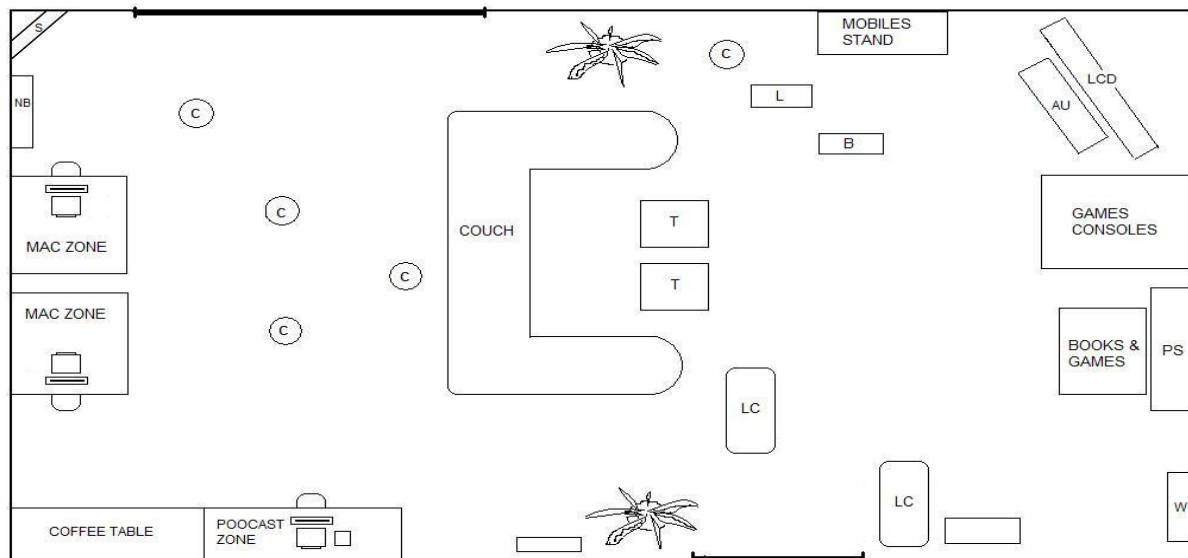 S
MOBILES
STAND
C
LCD
L
AU
NB
C
B
C
T
GAMES
CONSOLES
COUCH
MAC ZONE
C
T
MAC ZONE
C
BOOKS &
GAMES
PS
LC
LC
W
COFFEE TABLE
POOCAST
ZONE